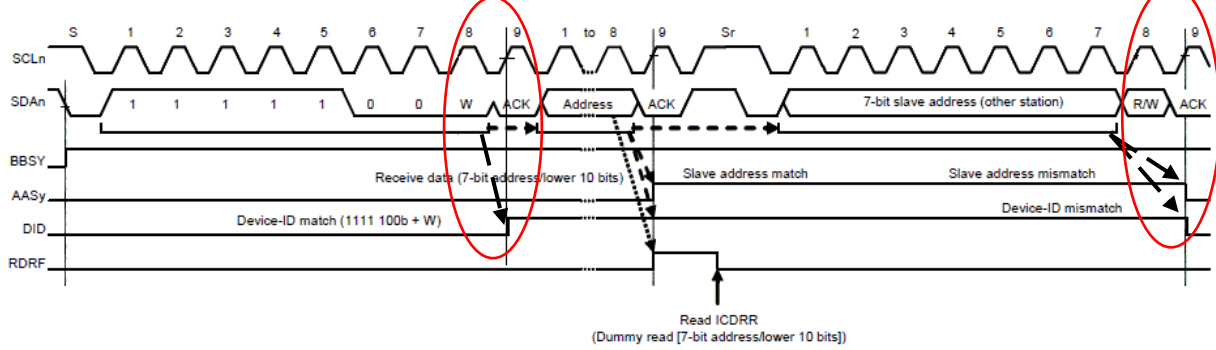 S 1 2 3 4 5 6 7 8 9 1 to 8 9 Sr 1 2 3 4 5 6 7 8 9
SCLn
SDAn 1 1 1 1 1 0 0 W ACK Address ACK 7-bit slave address (other station) R/W ACK
BBSY
Receive data (7-bit address/lower 10 bits) Slave address match Slave address mismatch
AASy
Device-ID match (1111 100b + W) Device-ID mismatch
DID
RDRF
Read ICDRR
(Dummy read [7-bit address/lower 10 bits])